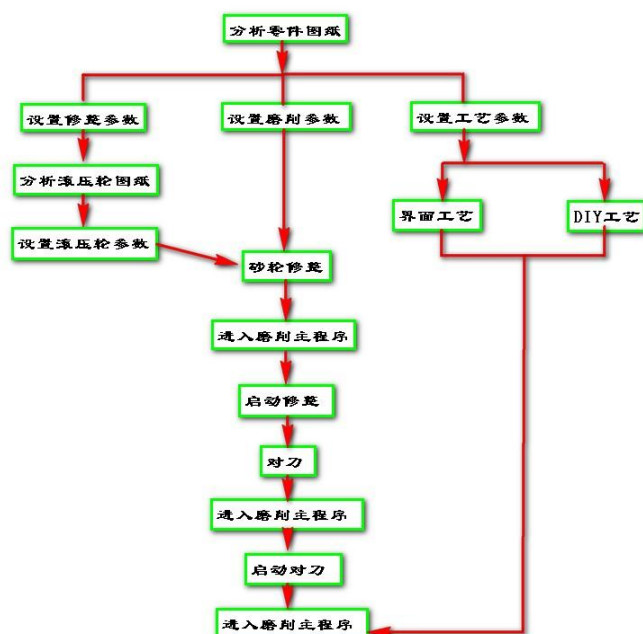 分析零件图纸
设置修整参数
设置磨削参数
设置工艺参数
分析滚压轮图纸
界面工艺
DIY工艺
设置滚压轮参数
砂轮修整
进入磨削主程序
启动修整
对刀
进入磨削主程序
启动对刀
进入磨削主程序